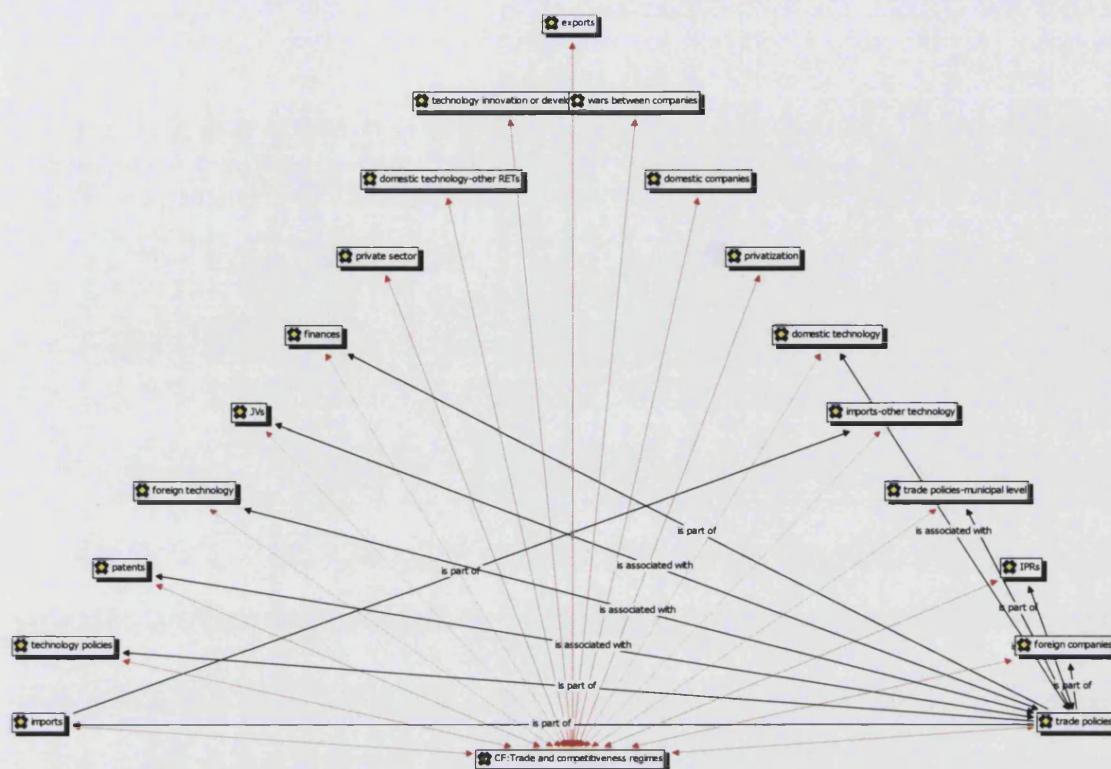 exports
technology innovation or develo
wars between companies
domestic technology-other RETs
domestic companies
private sector
privatization
finances
domestic technology
JVs
imports-other technology
foreign technology
trade policies-municipal level
is part of
is associated with
patents
is part of
is associated with
IPRs
is associated with
is part of
technology policies
is associated with
foreign companies
is part of
is part of
imports
is part of
trade policies
CF:Trade and competitiveness regimes